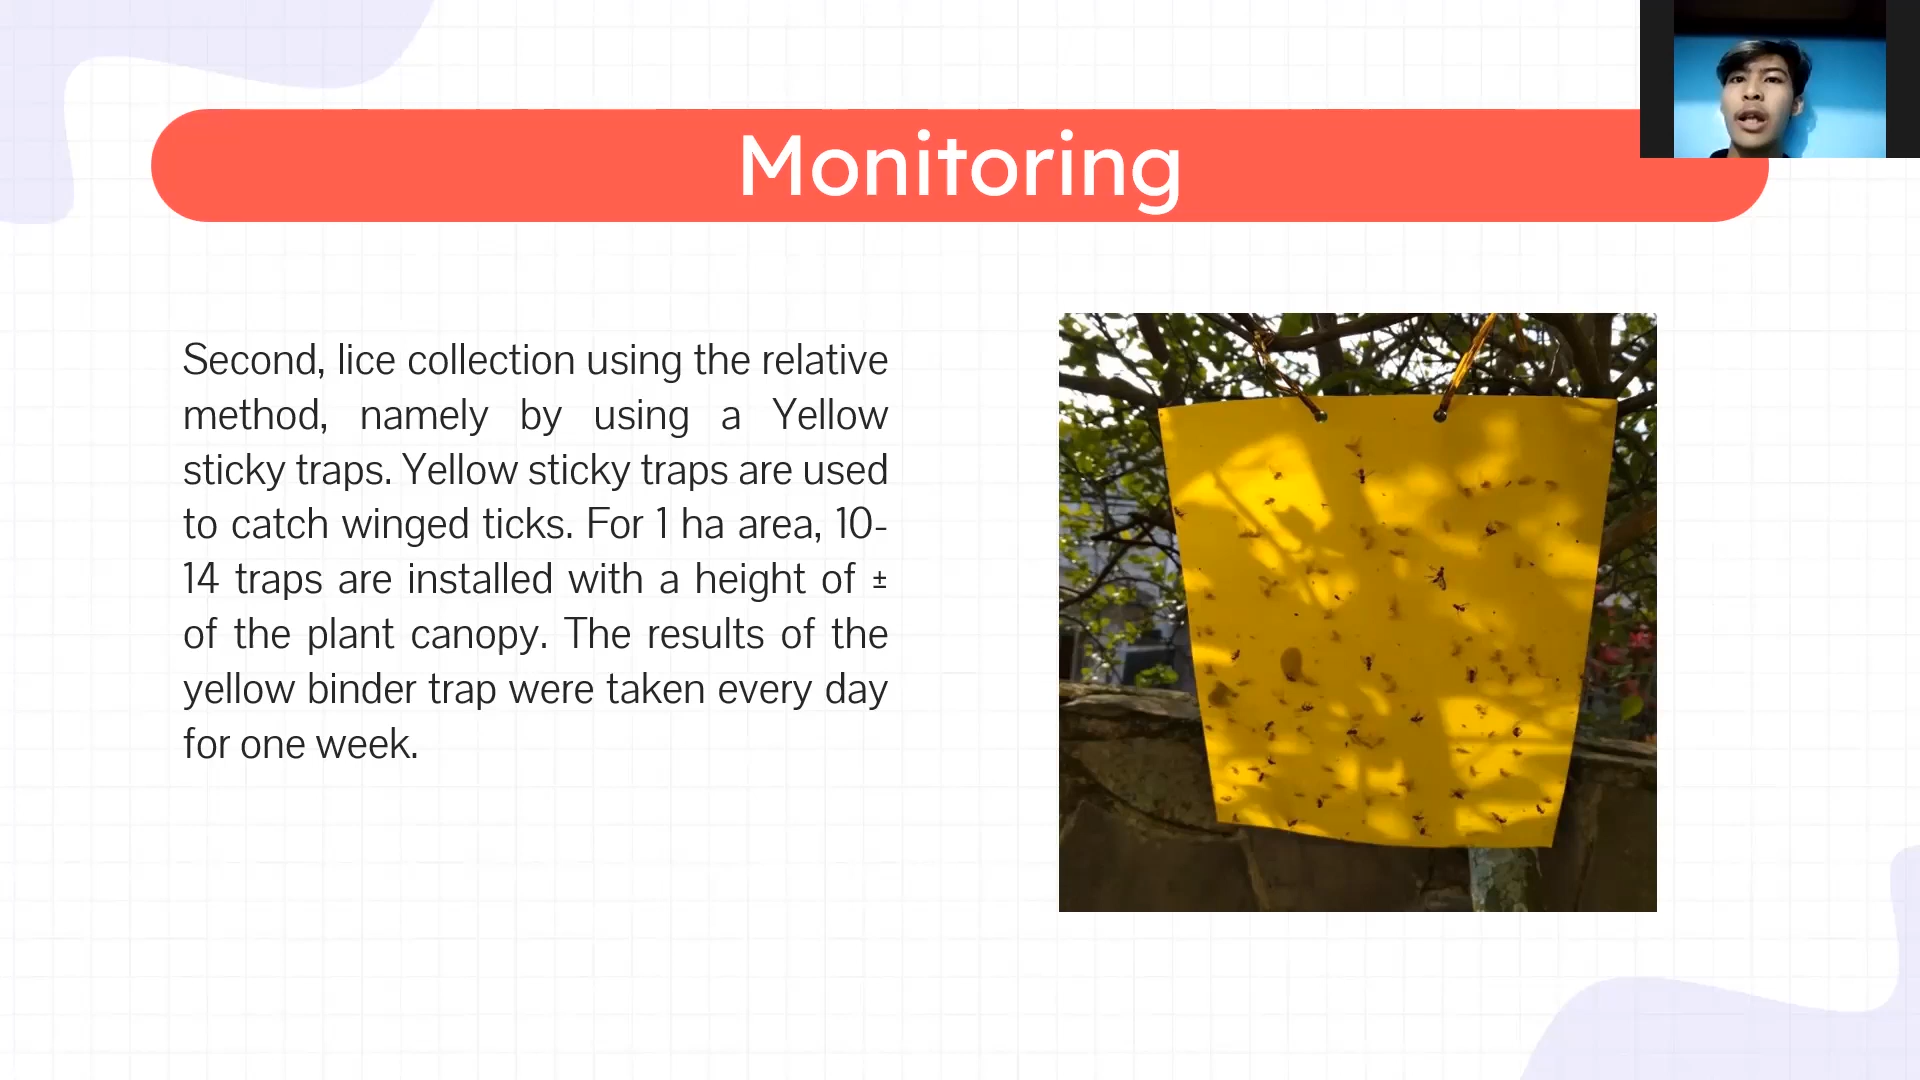 Monitoring
Second, lice collection using the relative
method, namely by using a Yellow
sticky traps. Yellow sticky traps are used
to catch winged ticks. For 1 ha area, 10-
14 traps are installed with a height of ±
of the plant canopy. The results of the
yellow binder trap were taken every day
for one week.